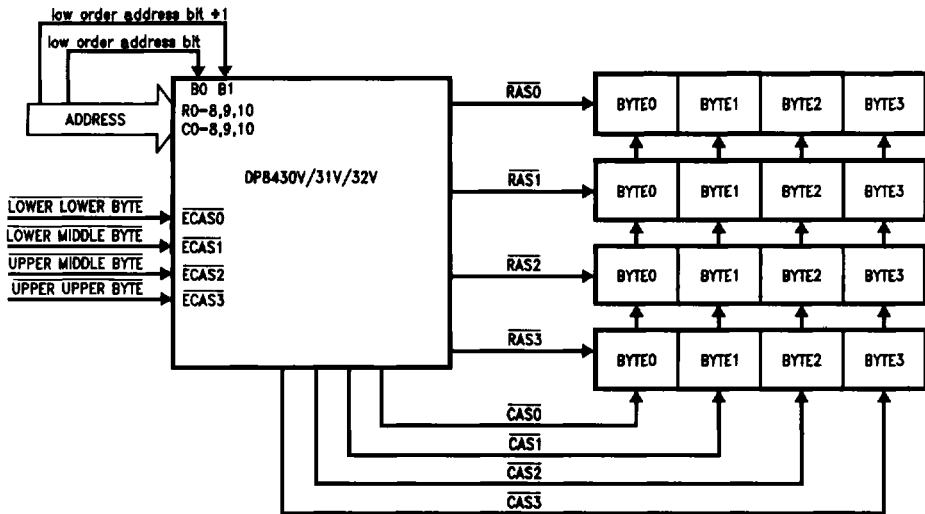 low order address bit +1
low order address bit
B0 B1
R0-8,9,10
C0-8,9,10
ADDRESS
DP8430V/31V/32V
LOWER LOWER BYTE
LOWER MIDDLE BYTE
UPPER MIDDLE BYTE
UPPER UPPER BYTE
ECAS0
ECAS1
ECAS2
ECAS3
RAS0
BYTE0 BYTE1 BYTE2 BYTE3
RAS1
BYTE0 BYTE1 BYTE2 BYTE3
RAS2
BYTE0 BYTE1 BYTE2 BYTE3
RAS3
BYTE0 BYTE1 BYTE2 BYTE3
CAS0
CAS1
CAS2
CAS3